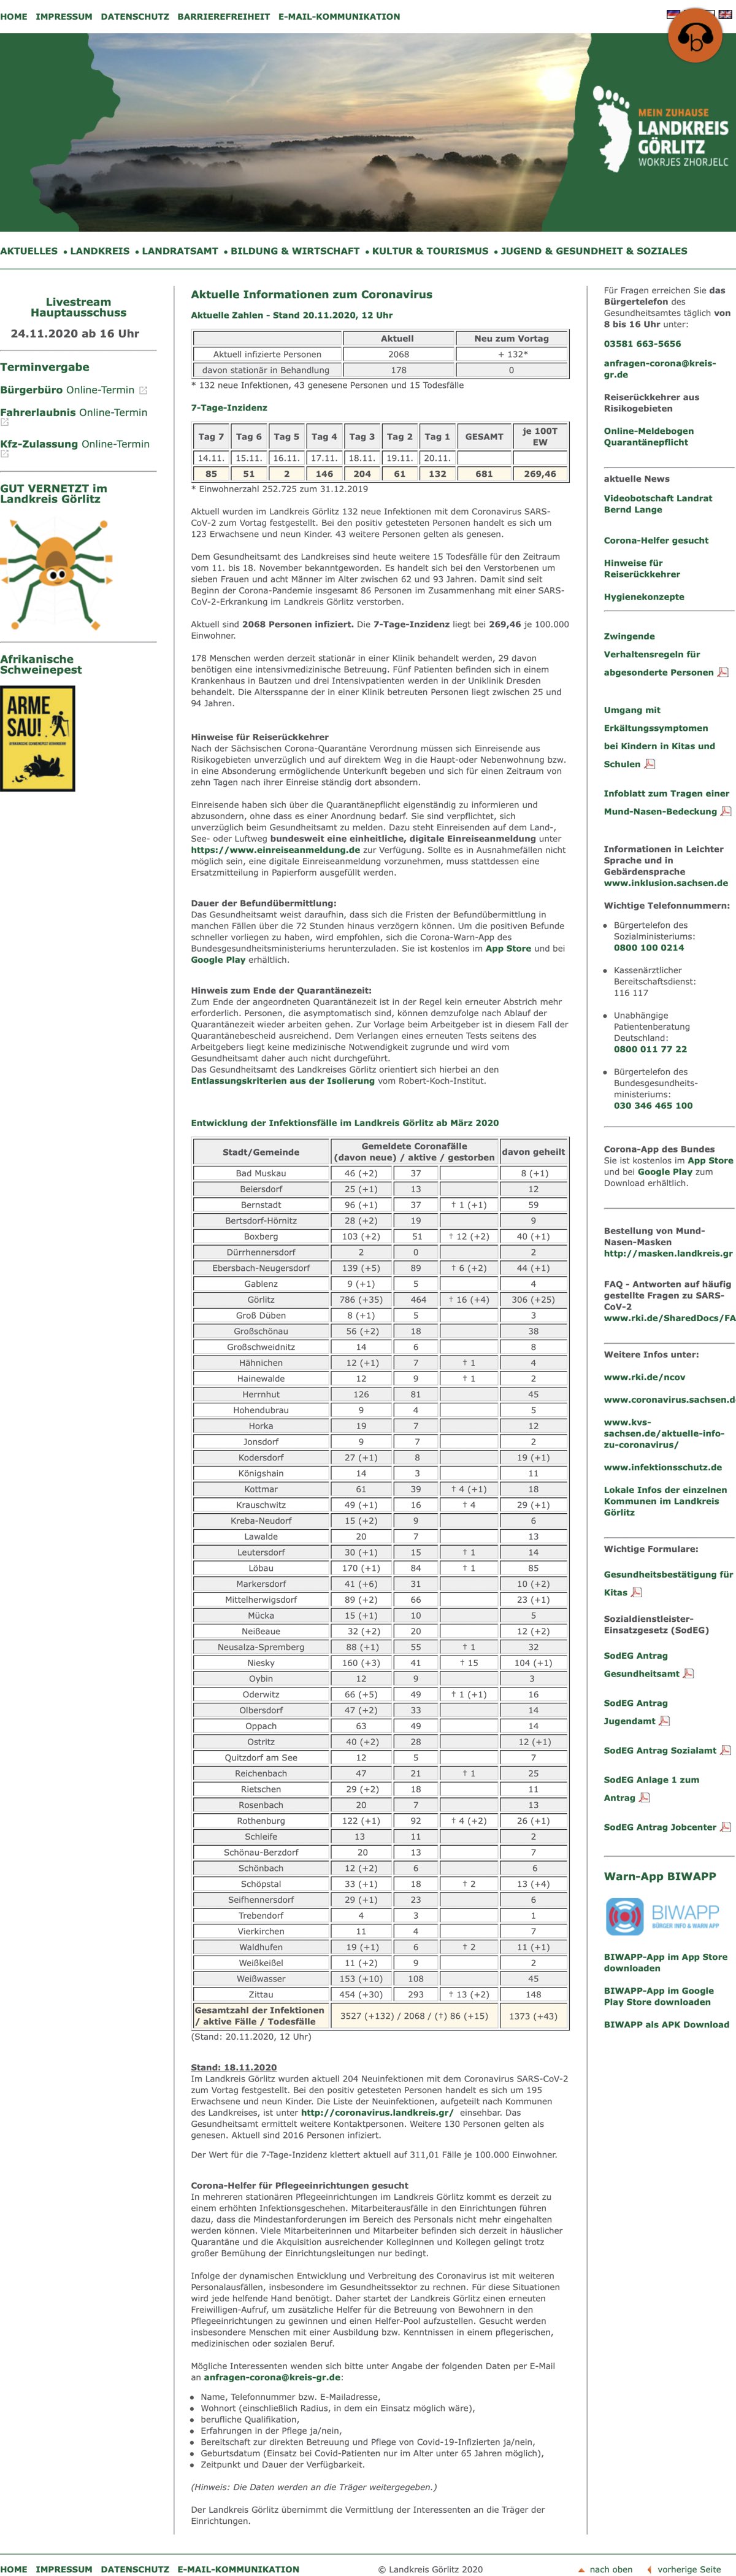 HOME IMPRESSUM DATENSCHUTZ BARRIEREFREIHEIT E-MAIL-KOMMUNIKATION
MEIN ZUHAUSE
LANDKREIS
GÖRLITZ
WOKRJES ZHORJELC
AKTUELLES • LANDKREIS • LANDRATSAMT • BILDUNG & WIRTSCHAFT • KULTUR & TOURISMUS • JUGEND & GESUNDHEIT & SOZIALES
Livestream
Hauptausschuss
24.11.2020 ab 16 Uhr
Terminvergabe
Bürgerbüro Online-Termin
Fahrerlaubnis Online-Termin
Kfz-Zulassung Online-Termin
GUT VERNETZT im
Landkreis Görlitz
Afrikanische
Schweinepest
ARME
SAU!
Aktuelle Informationen zum Coronavirus
Aktuelle Zahlen - Stand 20.11.2020, 12 Uhr
Aktuell Neu zum Vortag
Aktuell infizierte Personen 2068 + 132*
davon stationär in Behandlung 178 0
* 132 neue Infektionen, 43 genesene Personen und 15 Todesfälle
7-Tage-Inzidenz
Tag 7 Tag 6 Tag 5 Tag 4 Tag 3 Tag 2 Tag 1 GESAMT je 100T
EW
14.11. 15.11. 16.11. 17.11. 18.11. 19.11. 20.11.
85 51 2 146 204 61 132 681 269,46
* Einwohnerzahl 252.725 zum 31.12.2019
Aktuell wurden im Landkreis Görlitz 132 neue Infektionen mit dem Coronavirus SARS-
CoV-2 zum Vortag festgestellt. Bei den positiv getesteten Personen handelt es sich um
123 Erwachsene und neun Kinder. 43 weitere Personen gelten als genesen.
Dem Gesundheitsamt des Landkreises sind heute weitere 15 Todesfälle für den Zeitraum
vom 11. bis 18. November bekanntgeworden. Es handelt sich bei den Verstorbenen um
sieben Frauen und acht Männer im Alter zwischen 62 und 93 Jahren. Damit sind seit
Beginn der Corona-Pandemie insgesamt 86 Personen im Zusammenhang mit einer SARS-
CoV-2-Erkrankung im Landkreis Görlitz verstorben.
Aktuell sind 2068 Personen infiziert. Die 7-Tage-Inzidenz liegt bei 269,46 je 100.000
Einwohner.
178 Menschen werden derzeit stationär in einer Klinik behandelt werden, 29 davon
benötigen eine intensivmedizinische Betreuung. Fünf Patienten befinden sich in einem
Krankenhaus in Bautzen und drei Intensivpatienten werden in der Uniklinik Dresden
behandelt. Die Altersspanne der in einer Klinik betreuten Personen liegt zwischen 25 und
94 Jahren.
Hinweise für Reiserückkehrer
Nach der Sächsischen Corona-Quarantäne Verordnung müssen sich Einreisende aus
Risikogebieten unverzüglich und auf direktem Weg in die Haupt-oder Nebenwohnung bzw.
in eine Absonderung ermöglichende Unterkunft begeben und sich für einen Zeitraum von
zehn Tagen nach ihrer Einreise ständig dort absondern.
Einreisende haben sich über die Quarantänepflicht eigenständig zu informieren und
abzusondern, ohne dass es einer Anordnung bedarf. Sie sind verpflichtet, sich
unverzüglich beim Gesundheitsamt zu melden. Dazu steht Einreisenden auf dem Land-,
See- oder Luftweg bundesweit eine einheitliche, digitale Einreiseanmeldung unter
https://www.einreiseanmeldung.de zur Verfügung. Sollte es in Ausnahmefällen nicht
möglich sein, eine digitale Einreiseanmeldung vorzunehmen, muss stattdessen eine
Ersatzmitteilung in Papierform ausgefüllt werden.
Dauer der Befundübermittlung:
Das Gesundheitsamt weist daraufhin, dass sich die Fristen der Befundübermittlung in
manchen Fällen über die 72 Stunden hinaus verzögern können. Um die positiven Befunde
schneller vorliegen zu haben, wird empfohlen, sich die Corona-Warn-App des
Bundesgesundheitsministeriums herunterzuladen. Sie ist kostenlos im App Store und bei
Google Play erhältlich.
Hinweis zum Ende der Quarantänezeit:
Zum Ende der angeordneten Quarantänezeit ist in der Regel kein erneuter Abstrich mehr
erforderlich. Personen, die asymptomatisch sind, können demzufolge nach Ablauf der
Quarantänezeit wieder arbeiten gehen. Zur Vorlage beim Arbeitgeber ist in diesem Fall der
Quarantänebescheid ausreichend. Dem Verlangen eines erneuten Tests seitens des
Arbeitgebers liegt keine medizinische Notwendigkeit zugrunde und wird vom
Gesundheitsamt daher auch nicht durchgeführt.
Das Gesundheitsamt des Landkreises Görlitz orientiert sich hierbei an den
Entlassungskriterien aus der Isolierung vom Robert-Koch-Institut.
Entwicklung der Infektionsfälle im Landkreis Görlitz ab März 2020
Stadt/Gemeinde Gemeldete Coronafälle
(davon neue) / aktive / gestorben davon geheilt
Bad Muskau 46 (+2) 37 8 (+1)
Beiersdorf 25 (+1) 13 12
Bernstadt 96 (+1) 37 † 1 (+1) 59
Bertsdorf-Hörnitz 28 (+2) 19 9
Boxberg 103 (+2) 51 † 12 (+2) 40 (+1)
Dürrhennersdorf 2 0 2
Ebersbach-Neugersdorf 139 (+5) 89 † 6 (+2) 44 (+1)
Gablenz 9 (+1) 5 4
Görlitz 786 (+35) 464 † 16 (+4) 306 (+25)
Groß Düben 8 (+1) 5 3
Großschönau 56 (+2) 18 38
Großschweidnitz 14 6 8
Hähnichen 12 (+1) 7 † 1 4
Hainewalde 12 9 † 1 2
Herrnhut 126 81 45
Hohendubrau 9 4 5
Horka 19 7 12
Jonsdorf 9 7 2
Kodersdorf 27 (+1) 8 19 (+1)
Königshain 14 3 11
Kottmar 61 39 † 4 (+1) 18
Krauschwitz 49 (+1) 16 † 4 29 (+1)
Kreba-Neudorf 15 (+2) 9 6
Lawalde 20 7 13
Leutersdorf 30 (+1) 15 † 1 14
Löbau 170 (+1) 84 † 1 85
Markersdorf 41 (+6) 31 10 (+2)
Mittelherwigsdorf 89 (+2) 66 23 (+1)
Mücka 15 (+1) 10 5
Neißeaue 32 (+2) 20 12 (+2)
Neusalza-Spremberg 88 (+1) 55 † 1 32
Niesky 160 (+3) 41 † 15 104 (+1)
Oybin 12 9 3
Oderwitz 66 (+5) 49 † 1 (+1) 16
Olbersdorf 47 (+2) 33 14
Oppach 63 49 14
Ostritz 40 (+2) 28 12 (+1)
Quitzdorf am See 12 5 7
Reichenbach 47 21 † 1 25
Rietschen 29 (+2) 18 11
Rosenbach 20 7 13
Rothenburg 122 (+1) 92 † 4 (+2) 26 (+1)
Schleife 13 11 2
Schönau-Berzdorf 20 13 7
Schönbach 12 (+2) 6 6
Schöpstal 33 (+1) 18 † 2 13 (+4)
Seifhennersdorf 29 (+1) 23 6
Trebendorf 4 3 1
Vierkirchen 11 4 7
Waldhufen 19 (+1) 6 † 2 11 (+1)
Weißkeißel 11 (+2) 9 2
Weißwasser 153 (+10) 108 45
Zittau 454 (+30) 293 † 13 (+2) 148
Gesamtzahl der Infektionen
/ aktive Fälle / Todesfälle 3527 (+132) / 2068 / (†) 86 (+15) 1373 (+43)
(Stand: 20.11.2020, 12 Uhr)
Stand: 18.11.2020
Im Landkreis Görlitz wurden aktuell 204 Neuinfektionen mit dem Coronavirus SARS-CoV-2
zum Vortag festgestellt. Bei den positiv getesteten Personen handelt es sich um 195
Erwachsene und neun Kinder. Die Liste der Neuinfektionen, aufgeteilt nach Kommunen
des Landkreises, ist unter http://coronavirus.landkreis.gr/ einsehbar. Das
Gesundheitsamt ermittelt weitere Kontaktpersonen. Weitere 130 Personen gelten als
genesen. Aktuell sind 2016 Personen infiziert.
Der Wert für die 7-Tage-Inzidenz klettert aktuell auf 311,01 Fälle je 100.000 Einwohner.
Corona-Helfer für Pflegeeinrichtungen gesucht
In mehreren stationären Pflegeeinrichtungen im Landkreis Görlitz kommt es derzeit zu
einem erhöhten Infektionsgeschehen. Mitarbeiterausfälle in den Einrichtungen führen
dazu, dass die Mindestanforderungen im Bereich des Personals nicht mehr eingehalten
werden können. Viele Mitarbeiterinnen und Mitarbeiter befinden sich derzeit in häuslicher
Quarantäne und die Akquisition ausreichender Kolleginnen und Kollegen gelingt trotz
großer Bemühung der Einrichtungsleitungen nur bedingt.
Infolge der dynamischen Entwicklung und Verbreitung des Coronavirus ist mit weiteren
Personalausfällen, insbesondere im Gesundheitssektor zu rechnen. Für diese Situationen
wird jede helfende Hand benötigt. Daher startet der Landkreis Görlitz einen erneuten
Freiwilligen-Aufruf, um zusätzliche Helfer für die Betreuung von Bewohnern in den
Pflegeeinrichtungen zu gewinnen und einen Helfer-Pool aufzustellen. Gesucht werden
insbesondere Menschen mit einer Ausbildung bzw. Kenntnissen in einem pflegerischen,
medizinischen oder sozialen Beruf.
Mögliche Interessenten wenden sich bitte unter Angabe der folgenden Daten per E-Mail
an anfragen-corona@kreis-gr.de:
• Name, Telefonnummer bzw. E-Mailadresse,
• Wohnort (einschließlich Radius, in dem ein Einsatz möglich wäre),
• berufliche Qualifikation,
• Erfahrungen in der Pflege ja/nein,
• Bereitschaft zur direkten Betreuung und Pflege von Covid-19-Infizierten ja/nein,
• Geburtsdatum (Einsatz bei Covid-Patienten nur im Alter unter 65 Jahren möglich),
• Zeitpunkt und Dauer der Verfügbarkeit.
(Hinweis: Die Daten werden an die Träger weitergegeben.)
Der Landkreis Görlitz übernimmt die Vermittlung der Interessenten an die Träger der
Einrichtungen.
Für Fragen erreichen Sie das
Bürgertelefon des
Gesundheitsamtes täglich von
8 bis 16 Uhr unter:
03581 663-5656
anfragen-corona@kreis-
gr.de
Reiserückkehrer aus
Risikogebieten
Online-Meldebogen
Quarantänepflicht
aktuelle News
Videobotschaft Landrat
Bernd Lange
Corona-Helfer gesucht
Hinweise für
Reiserückkehrer
Hygienekonzepte
Zwingende
Verhaltensregeln für
abgesonderte Personen
Umgang mit
Erkältungssymptomen
bei Kindern in Kitas und
Schulen
Infoblatt zum Tragen einer
Mund-Nasen-Bedeckung
Informationen in Leichter
Sprache und in
Gebärdensprache
www.inklusion.sachsen.de
Wichtige Telefonnummern:
• Bürgertelefon des
Sozialministeriums:
0800 100 0214
• Kassenärztlicher
Bereitschaftsdienst:
116 117
• Unabhängige
Patientenberatung
Deutschland:
0800 011 77 22
• Bürgertelefon des
Bundesgesundheits-
ministeriums:
030 346 465 100
Corona-App des Bundes
Sie ist kostenlos im App Store
und bei Google Play zum
Download erhältlich.
Bestellung von Mund-
Nasen-Masken
http://masken.landkreis.gr
FAQ - Antworten auf häufig
gestellte Fragen zu SARS-
CoV-2
www.rki.de/SharedDocs/FA
Weitere Infos unter:
www.rki.de/ncov
www.coronavirus.sachsen.d
www.kvs-
sachsen.de/aktuelle-info-
zu-coronavirus/
www.infektionsschutz.de
Lokale Infos der einzelnen
Kommunen im Landkreis
Görlitz
Wichtige Formulare:
Gesundheitsbestätigung für
Kitas
Sozialdienstleister-
Einsatzgesetz (SodEG)
SodEG Antrag
Gesundheitsamt
SodEG Antrag
Jugendamt
SodEG Antrag Sozialamt
SodEG Anlage 1 zum
Antrag
SodEG Antrag Jobcenter
Warn-App BIWAPP
BIWAPP
BÜRGER INFO & WARN APP
BIWAPP-App im App Store
downloaden
BIWAPP-App im Google
Play Store downloaden
BIWAPP als APK Download
HOME IMPRESSUM DATENSCHUTZ E-MAIL-KOMMUNIKATION © Landkreis Görlitz 2020 nach oben vorherige Seite